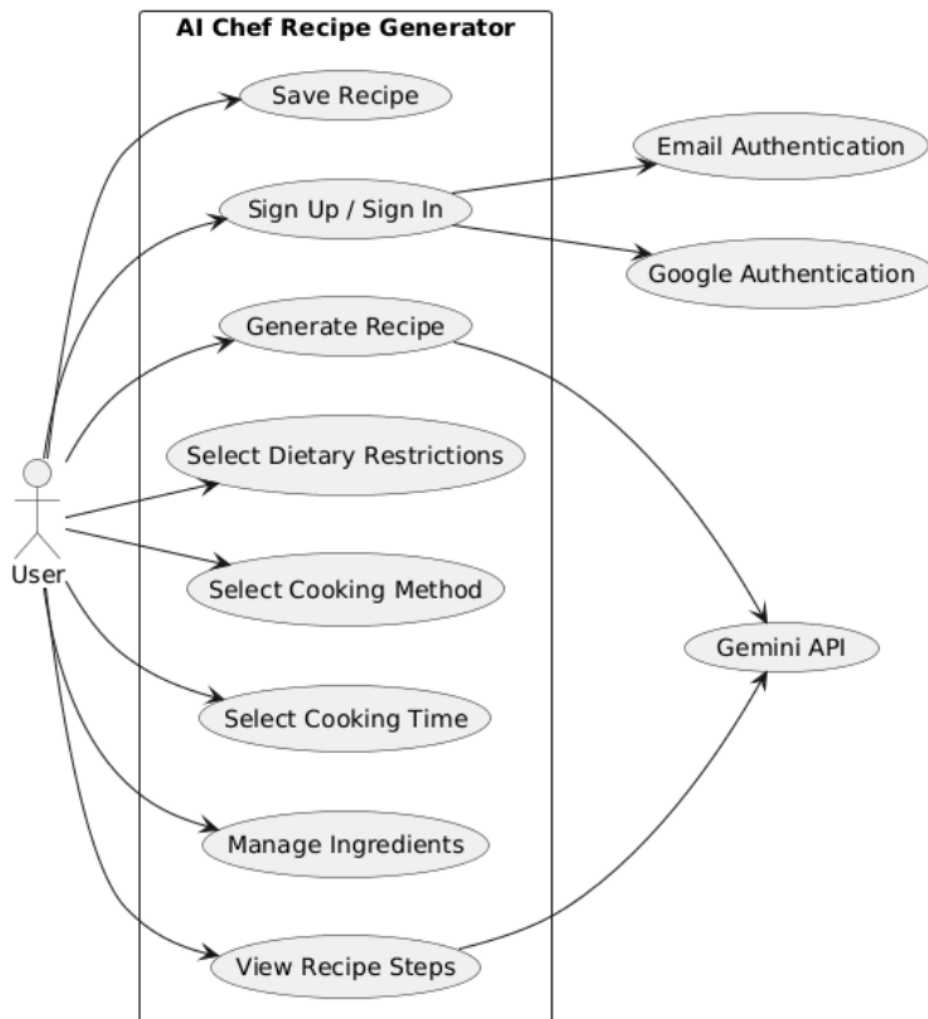 AI Chef Recipe Generator
Save Recipe
Email Authentication
Sign Up / Sign In
Google Authentication
Generate Recipe
Select Dietary Restrictions
User
Select Cooking Method
Gemini API
Select Cooking Time
Manage Ingredients
View Recipe Steps